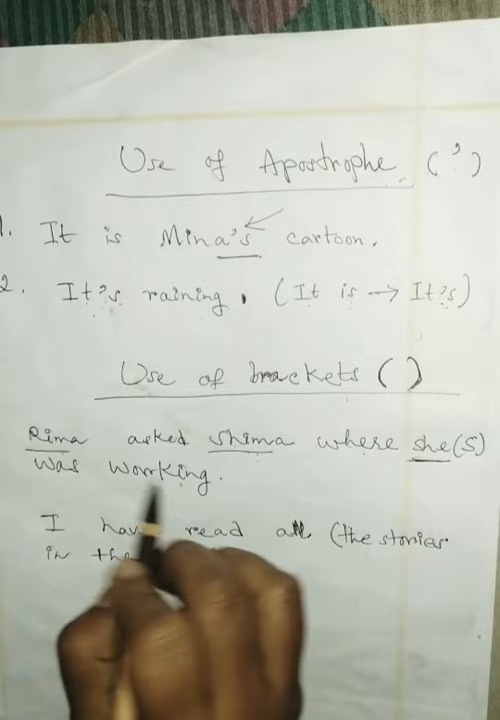 Use of Apostrophe (’)
1. It is Mina's cartoon.
2. It's raining. (It is → It's)
Use of brackets ()
Rima asked Shima where she(S)
was working.
I have read all (the stories
in the